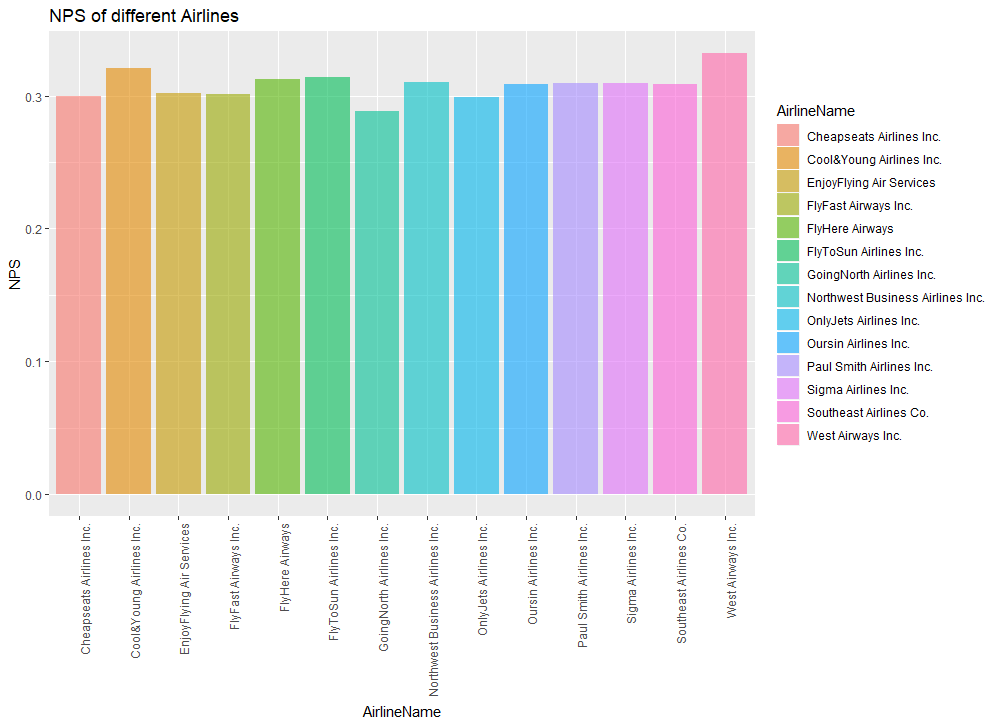 NPS of different Airlines
NPS
0.3
0.2
0.1
0.0
Cheapseats Airlines Inc.
Cool&Young Airlines Inc.
EnjoyFlying Air Services
FlyFast Airways Inc.
FlyHere Airways
FlyToSun Airlines Inc.
GoingNorth Airlines Inc.
Northwest Business Airlines Inc.
OnlyJets Airlines Inc.
Oursin Airlines Inc.
Paul Smith Airlines Inc.
Sigma Airlines Inc.
Southeast Airlines Co.
West Airways Inc.
AirlineName
AirlineName
Cheapseats Airlines Inc.
Cool&Young Airlines Inc.
EnjoyFlying Air Services
FlyFast Airways Inc.
FlyHere Airways
FlyToSun Airlines Inc.
GoingNorth Airlines Inc.
Northwest Business Airlines Inc.
OnlyJets Airlines Inc.
Oursin Airlines Inc.
Paul Smith Airlines Inc.
Sigma Airlines Inc.
Southeast Airlines Co.
West Airways Inc.